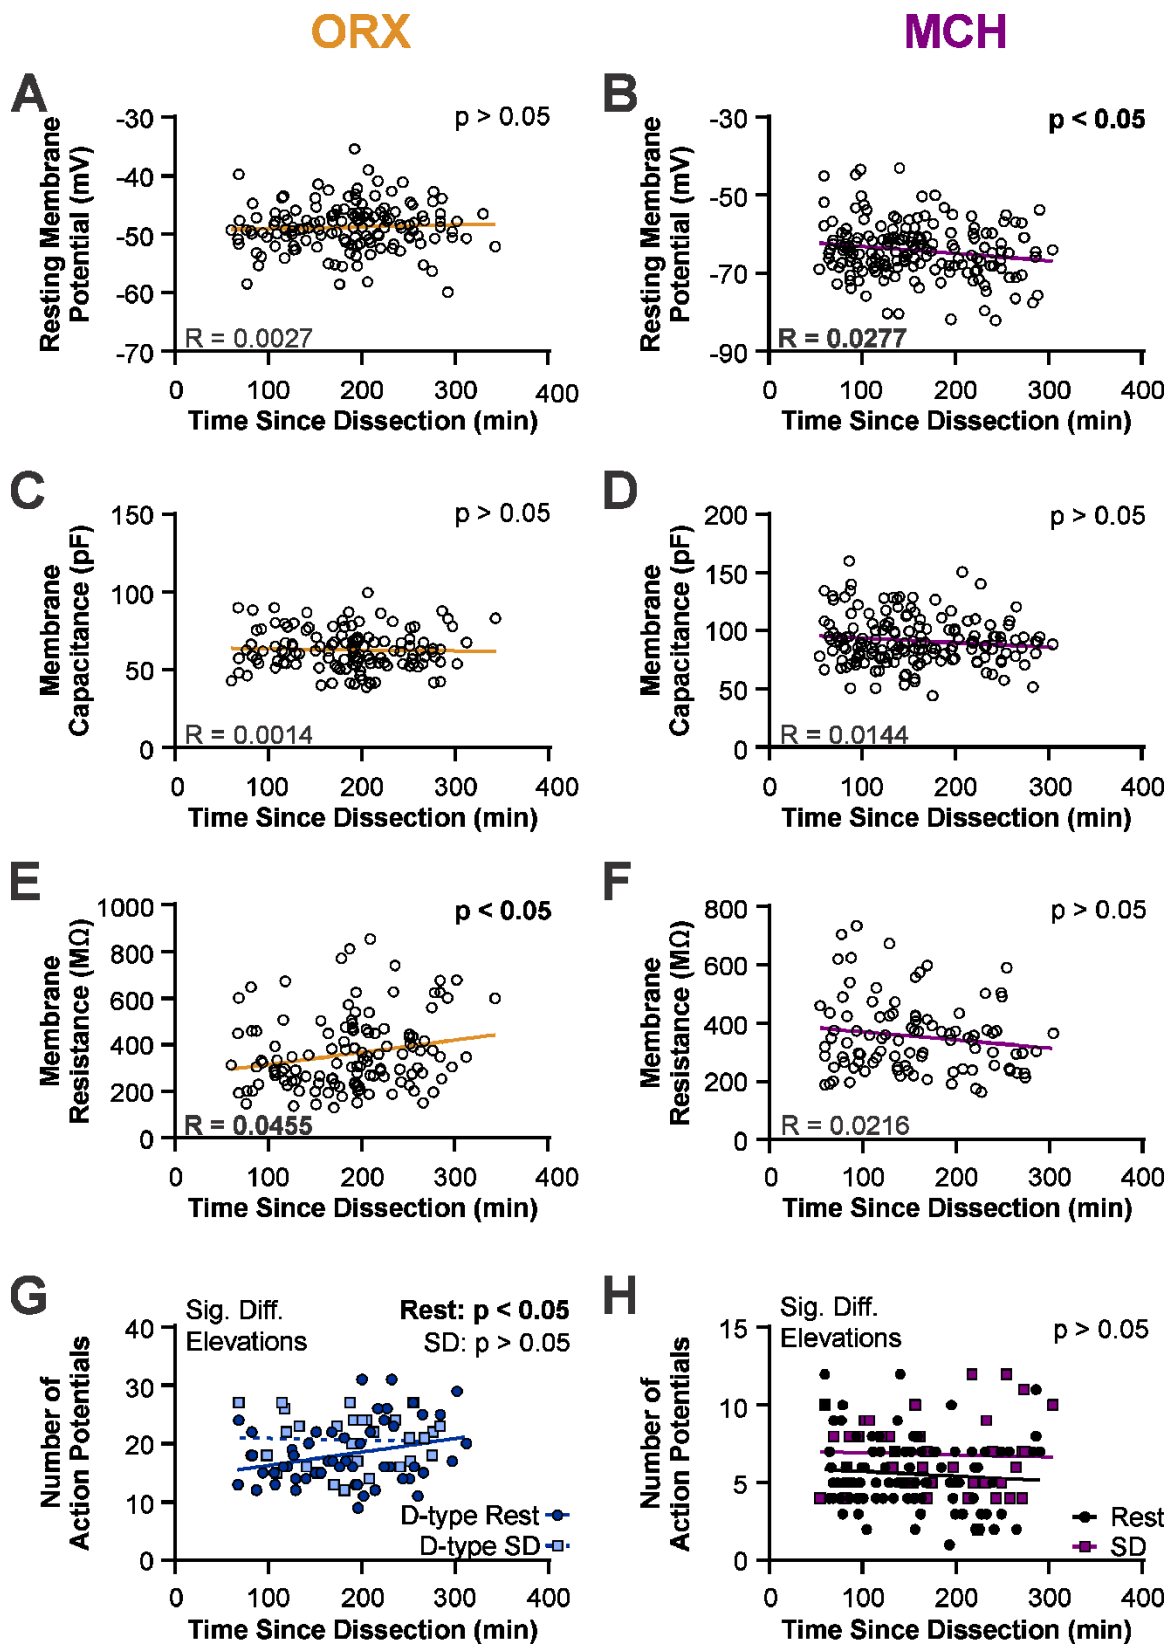 ORX
MCH
A
p > 0.05
-30
-40
-50
-60
-70
Resting Membrane
Potential (mV)
R = 0.0027
0
100
200
300
400
Time Since Dissection (min)
B
p < 0.05
-30
-50
-70
-90
Resting Membrane
Potential (mV)
R = 0.0277
0
100
200
300
400
Time Since Dissection (min)
C
p > 0.05
150
100
50
0
Membrane
Capacitance (pF)
R = 0.0014
0
100
200
300
400
Time Since Dissection (min)
D
p > 0.05
200
150
100
50
0
Membrane
Capacitance (pF)
R = 0.0144
0
100
200
300
400
Time Since Dissection (min)
E
p < 0.05
1000
800
600
400
200
0
Membrane
Resistance (MΩ)
R = 0.0455
0
100
200
300
400
Time Since Dissection (min)
F
p > 0.05
800
600
400
200
0
Membrane
Resistance (MΩ)
R = 0.0216
0
100
200
300
400
Time Since Dissection (min)
G
Sig. Diff.
Elevations
Rest: p < 0.05
SD: p > 0.05
40
30
20
10
0
Number of
Action Potentials
D-type Rest
D-type SD
0
100
200
300
400
Time Since Dissection (min)
H
Sig. Diff.
Elevations
p > 0.05
15
10
5
0
Number of
Action Potentials
Rest
SD
0
100
200
300
400
Time Since Dissection (min)